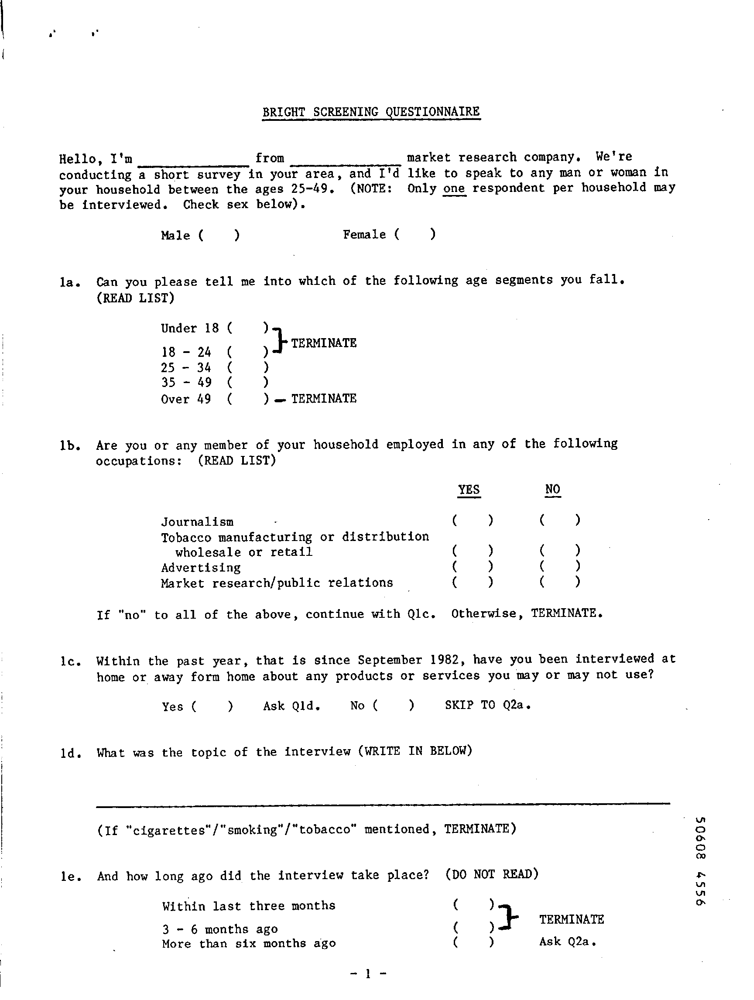 BRIGHT SCREENING QUESTIONNAIRE
Hello, I'm ____________ from ____________ market research company. We're
conducting a short survey in your area, and I'd like to speak to any man or woman in
your household between the ages 25-49. (NOTE: Only one respondent per household may
be interviewed. Check sex below).
Male ( ) Female ( )
1a. Can you please tell me into which of the following age segments you fall.
(READ LIST)
Under 18 ( )
TERMINATE
18 - 24 ( )
25 - 34 ( )
35 - 49 ( )
Over 49 ( ) — TERMINATE
1b. Are you or any member of your household employed in any of the following
occupations: (READ LIST)
YES NO
Journalism ( ) ( )
Tobacco manufacturing or distribution
wholesale or retail ( ) ( )
Advertising ( ) ( )
Market research/public relations ( ) ( )
If "no" to all of the above, continue with Q1c. Otherwise, TERMINATE.
1c. Within the past year, that is since September 1982, have you been interviewed at
home or away form home about any products or services you may or may not use?
Yes ( ) Ask Q1d. No ( ) SKIP TO Q2a.
1d. What was the topic of the interview (WRITE IN BELOW)
(If "cigarettes"/"smoking"/"tobacco" mentioned, TERMINATE)
1e. And how long ago did the interview take place? (DO NOT READ)
Within last three months ( )
TERMINATE
3 - 6 months ago ( )
More than six months ago ( ) Ask Q2a.
- 1 -
50608 4556